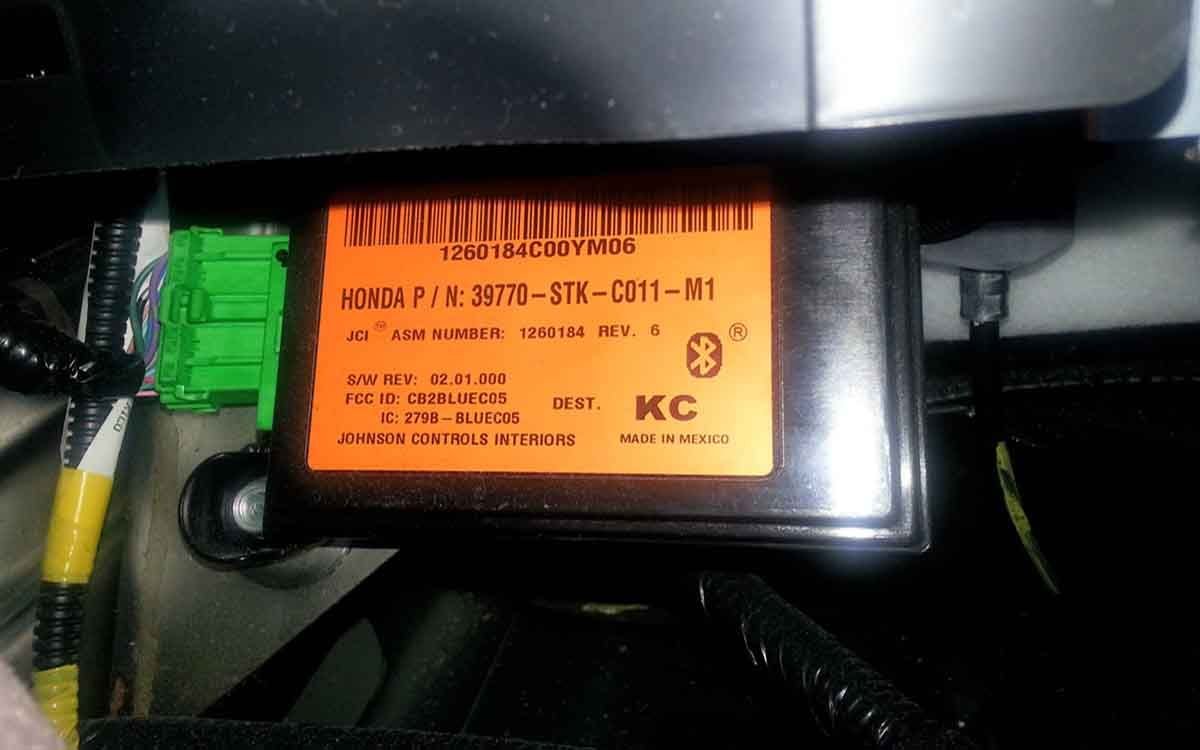 1260184C00YM06
HONDA P / N: 39770-STK-C011-M1
JCI™ ASM NUMBER: 1260184 REV. 6
®
S/W REV: 02.01.000
FCC ID: CB2BLUEC05
IC: 279B-BLUEC05
DEST. KC
JOHNSON CONTROLS INTERIORS
MADE IN MEXICO